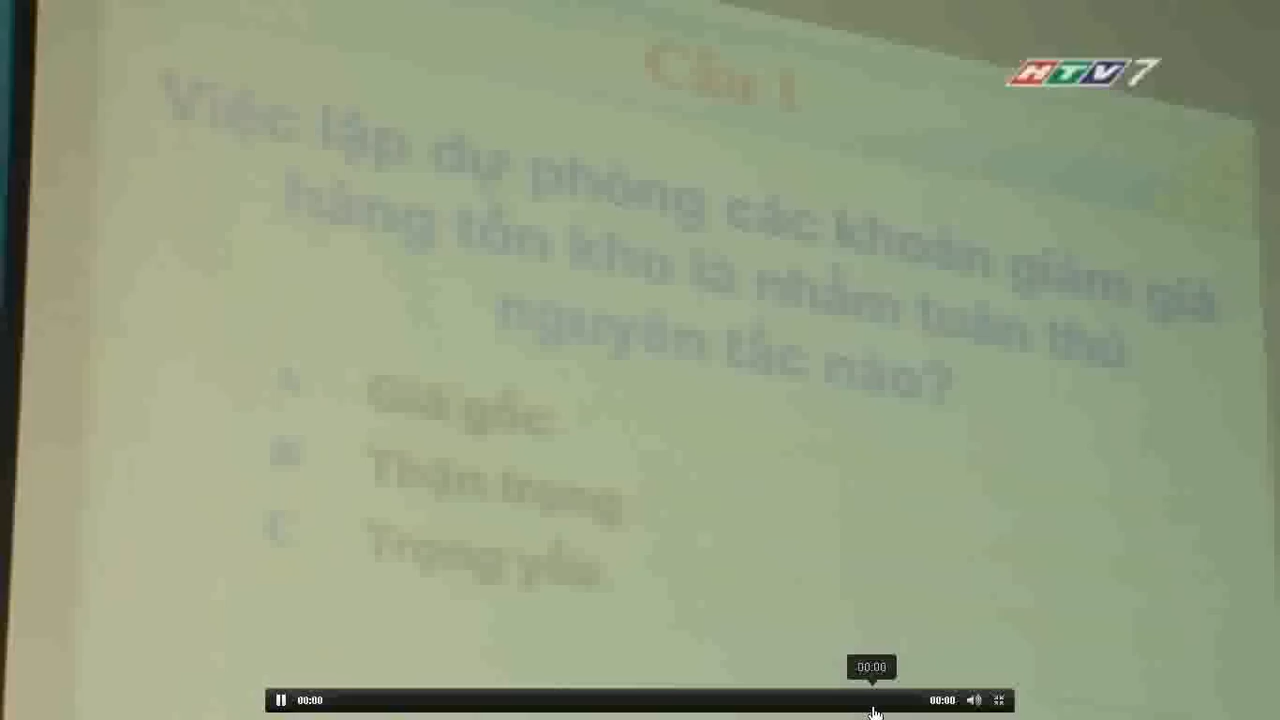 HTV7
Câu 1
Việc lập dự phòng các khoản giảm giá
hàng tồn kho là nhằm tuân thủ
nguyên tắc nào?
A Giá gốc
B Thận trọng
C Trọng yếu
00:00
00:00 00:00